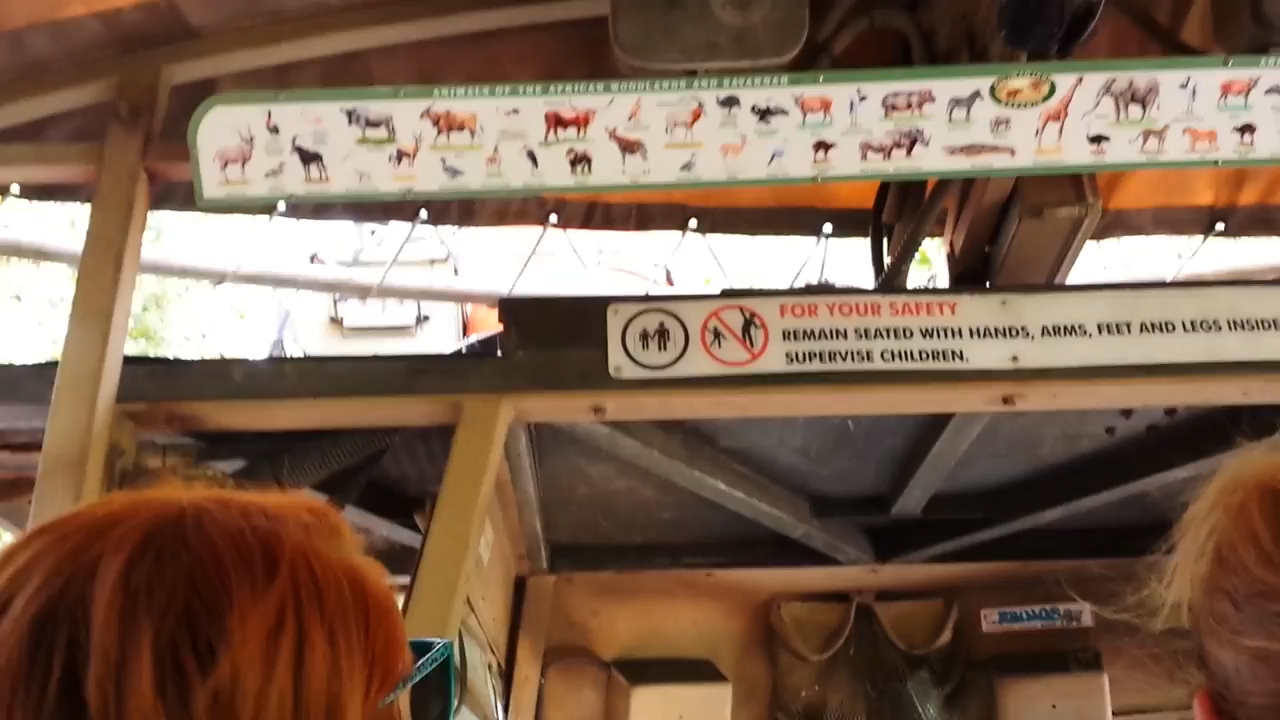 ANIMALS OF THE AFRICAN WOODLANDS AND SAVANNAH
FOR YOUR SAFETY
REMAIN SEATED WITH HANDS, ARMS, FEET AND LEGS INSIDE
SUPERVISE CHILDREN.